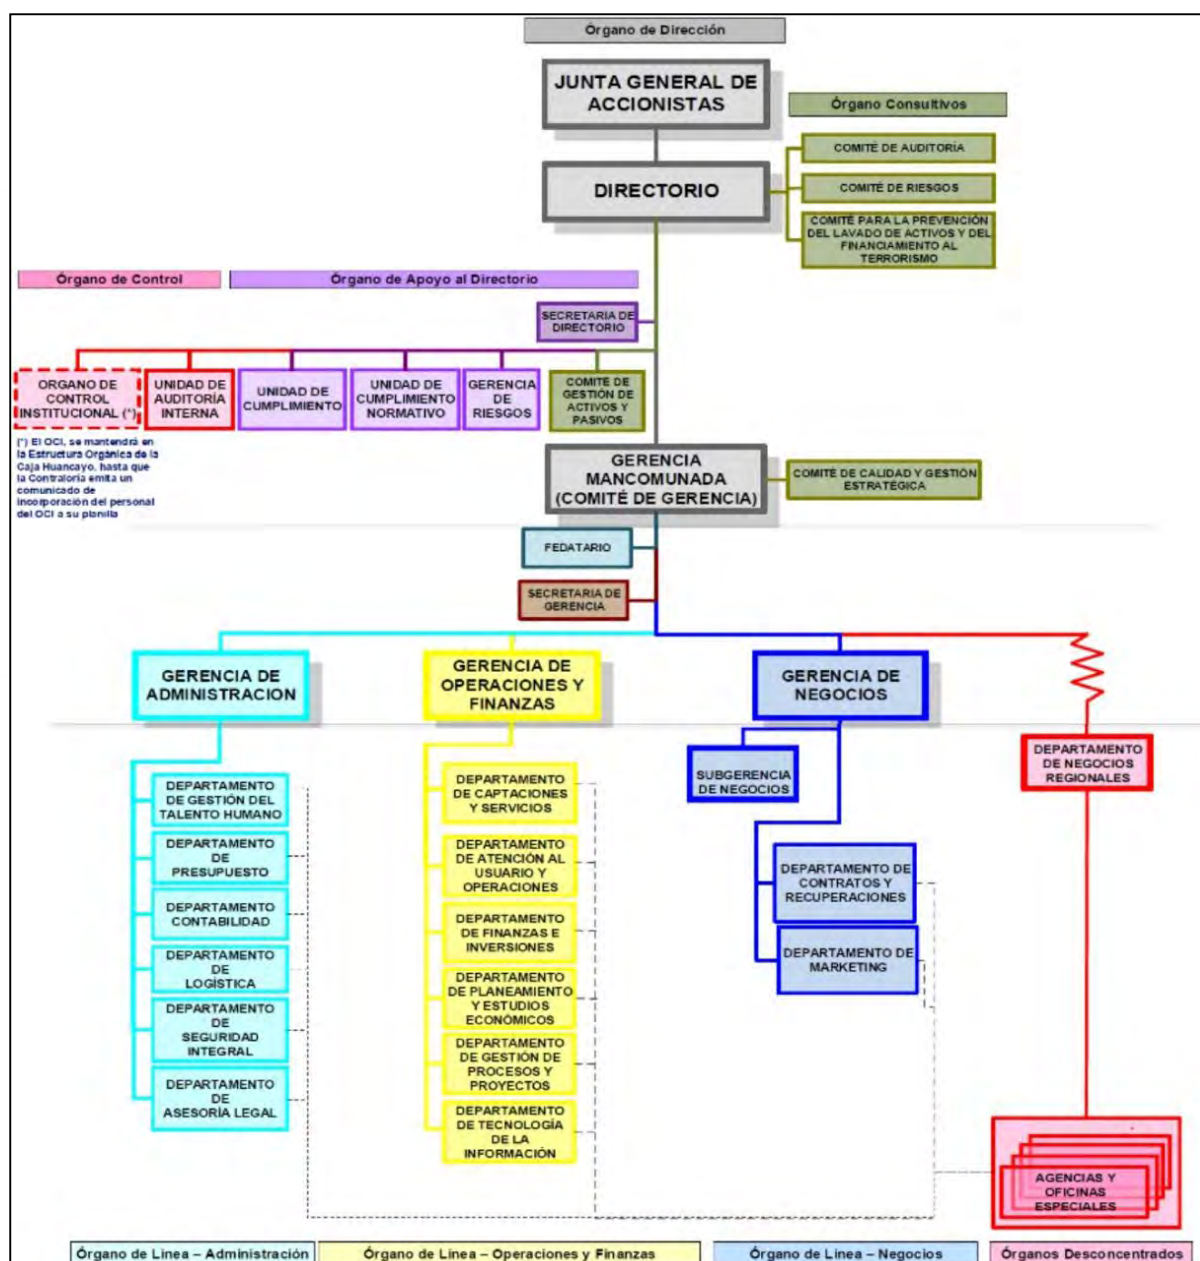 Órgano de Dirección
JUNTA GENERAL DE
ACCIONISTAS
Órgano Consultivos
COMITÉ DE AUDITORÍA
DIRECTORIO
COMITÉ DE RIESGOS
COMITÉ PARA LA PREVENCIÓN
DEL LAVADO DE ACTIVOS Y DEL
FINANCIAMIENTO AL
TERRORISMO
Órgano de Control
Órgano de Apoyo al Directorio
SECRETARIA DE
DIRECTORIO
ORGANO DE
CONTROL
INSTITUCIONAL (*)
UNIDAD DE
AUDITORÍA
INTERNA
UNIDAD DE
CUMPLIMIENTO
UNIDAD DE
CUMPLIMIENTO
NORMATIVO
GERENCIA
DE
RIESGOS
COMITÉ DE
GESTIÓN DE
ACTIVOS Y
PASIVOS
(*) El OCI, se mantendrá en
la Estructura Orgánica de la
Caja Huancayo, hasta que
la Contraloría emita un
comunicado de
incorporación del personal
del OCI a su planilla
GERENCIA
MANCOMUNADA
(COMITÉ DE GERENCIA)
COMITÉ DE CALIDAD Y GESTIÓN
ESTRATÉGICA
FEDATARIO
SECRETARIA DE
GERENCIA
GERENCIA DE
ADMINISTRACION
GERENCIA DE
OPERACIONES Y
FINANZAS
GERENCIA DE
NEGOCIOS
DEPARTAMENTO
DE NEGOCIOS
REGIONALES
SUBGERENCIA
DE NEGOCIOS
DEPARTAMENTO
DE GESTIÓN DEL
TALENTO HUMANO
DEPARTAMENTO
DE
PRESUPUESTO
DEPARTAMENTO
CONTABILIDAD
DEPARTAMENTO
DE
LOGÍSTICA
DEPARTAMENTO
DE
SEGURIDAD
INTEGRAL
DEPARTAMENTO
DE
ASESORÍA LEGAL
DEPARTAMENTO
DE CAPTACIONES
Y SERVICIOS
DEPARTAMENTO
DE ATENCIÓN AL
USUARIO Y
OPERACIONES
DEPARTAMENTO
DE FINANZAS E
INVERSIONES
DEPARTAMENTO
DE PLANEAMIENTO
Y ESTUDIOS
ECONÓMICOS
DEPARTAMENTO
DE GESTIÓN DE
PROCESOS Y
PROYECTOS
DEPARTAMENTO
DE TECNOLOGÍA
DE LA
INFORMACIÓN
DEPARTAMENTO DE
CONTRATOS Y
RECUPERACIONES
DEPARTAMENTO DE
MARKETING
AGENCIAS Y
OFICINAS
ESPECIALES
Órgano de Linea – Administración
Órgano de Linea – Operaciones y Finanzas
Órgano de Linea – Negocios
Órganos Desconcentrados